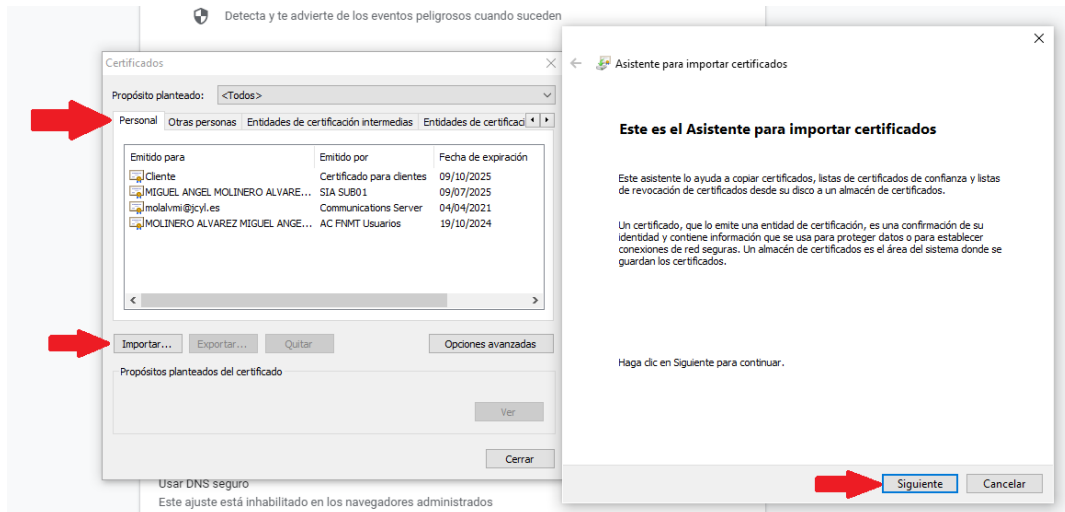 Detecta y te advierte de los eventos peligrosos cuando suceden
Certificados
Propósito planteado: <Todos>
Personal Otras personas Entidades de certificación intermedias Entidades de certificaci
Emitido para Emitido por Fecha de expiración
Cliente Certificado para clientes 09/10/2025
MIGUEL ANGEL MOLINERO ALVARE... SIA SUB01 09/07/2025
molalvmi@jcyl.es Communications Server 04/04/2021
MOLINERO ALVAREZ MIGUEL ANGE... AC FNMT Usuarios 19/10/2024
Importar... Exportar... Quitar Opciones avanzadas
Propósitos planteados del certificado
Ver
Cerrar
Usar DNS seguro
Este ajuste está inhabilitado en los navegadores administrados
Asistente para importar certificados
Este es el Asistente para importar certificados
Este asistente lo ayuda a copiar certificados, listas de certificados de confianza y listas
de revocación de certificados desde su disco a un almacén de certificados.
Un certificado, que lo emite una entidad de certificación, es una confirmación de su
identidad y contiene información que se usa para proteger datos o para establecer
conexiones de red seguras. Un almacén de certificados es el área del sistema donde se
guardan los certificados.
Haga clic en Siguiente para continuar.
Siguiente Cancelar